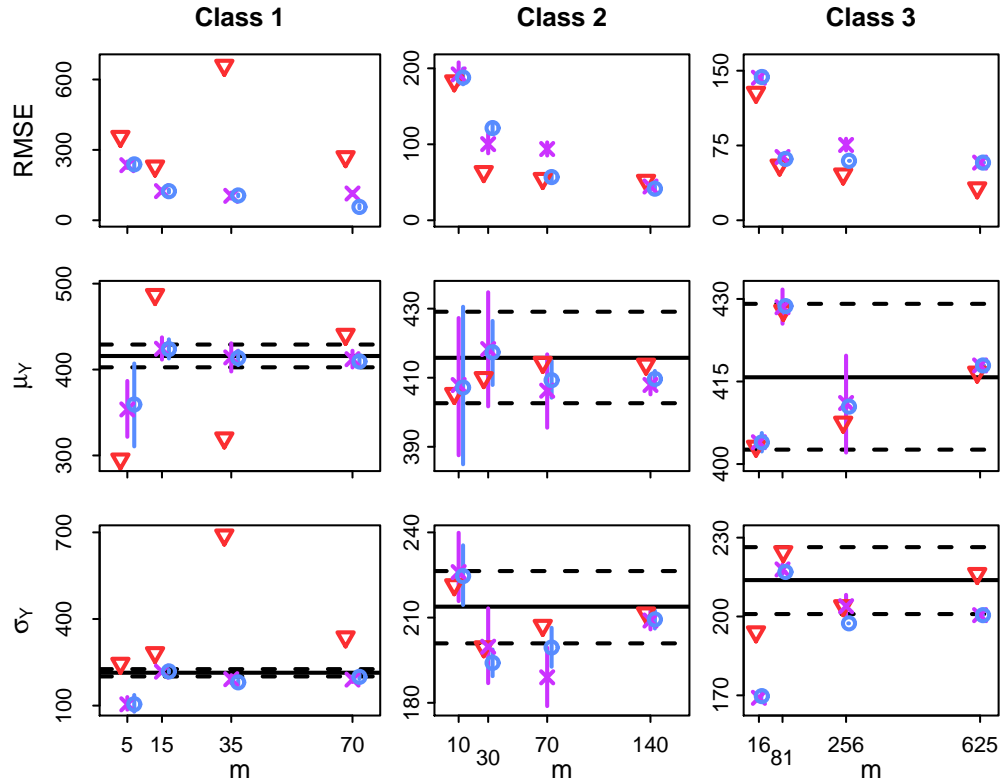 Class 1
Class 2
Class 3
RMSE
0 300 600
0 100 200
0 75 150
μY
300 400 500
390 410 430
400 415 430
σY
100 400 700
180 210 240
170 200 230
5 15 35 70
10 30 70 140
16 81 256 625
m
m
m